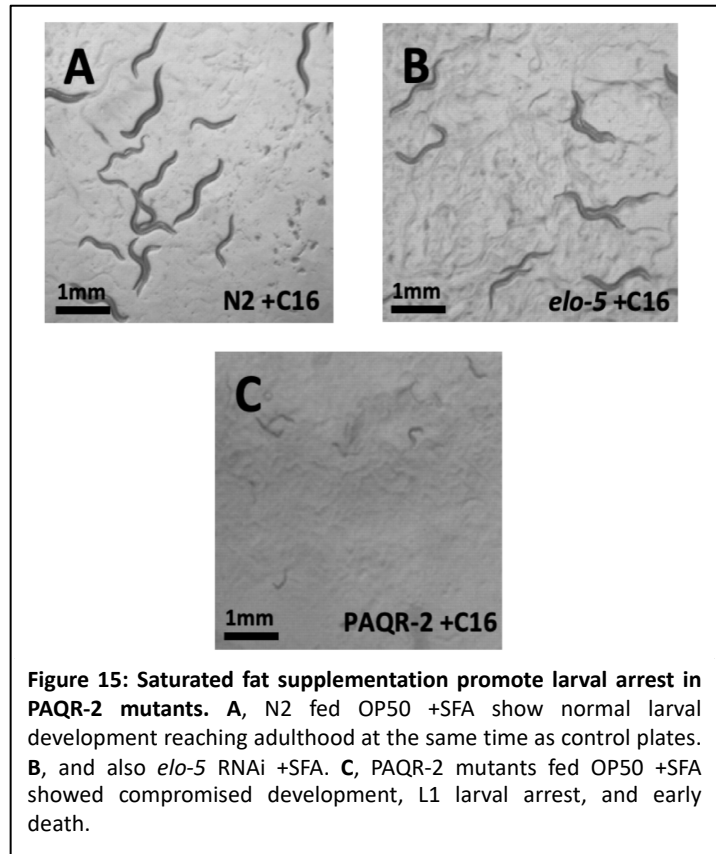 A
1mm
N2 +C16
B
1mm
elo-5 +C16
C
1mm
PAQR-2 +C16
Figure 15: Saturated fat supplementation promote larval arrest in
PAQR-2 mutants. A, N2 fed OP50 +SFA show normal larval
development reaching adulthood at the same time as control plates.
B, and also elo-5 RNAi +SFA. C, PAQR-2 mutants fed OP50 +SFA
showed compromised development, L1 larval arrest, and early
death.